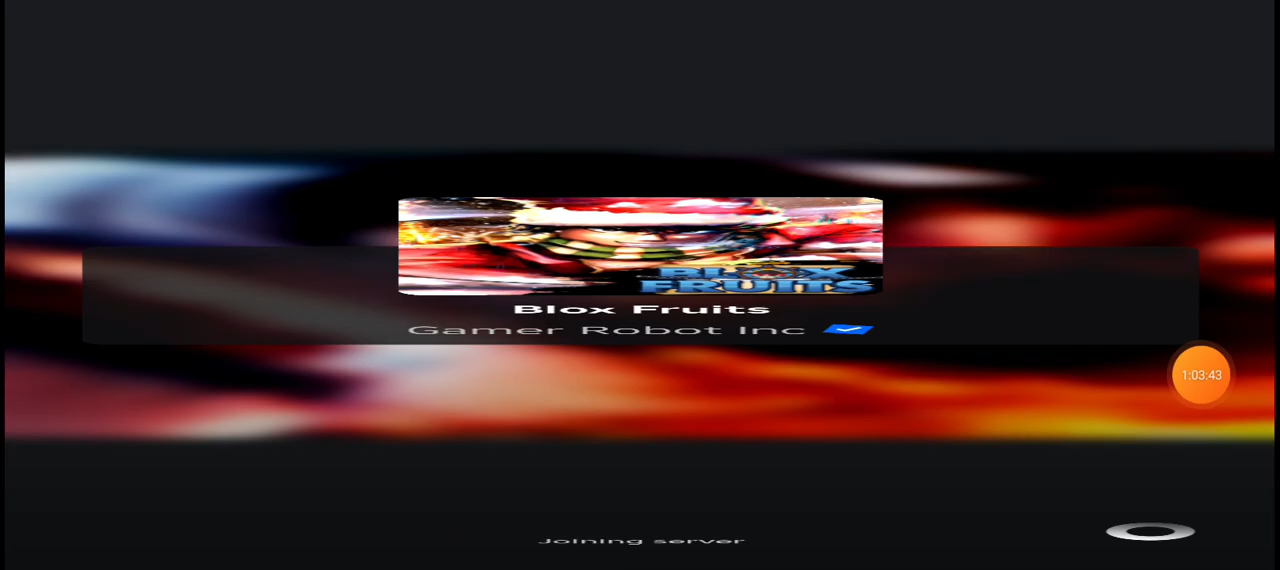 BLOX
FRUITS
Blox Fruits
Gamer Robot Inc
1:03:43
Joining server